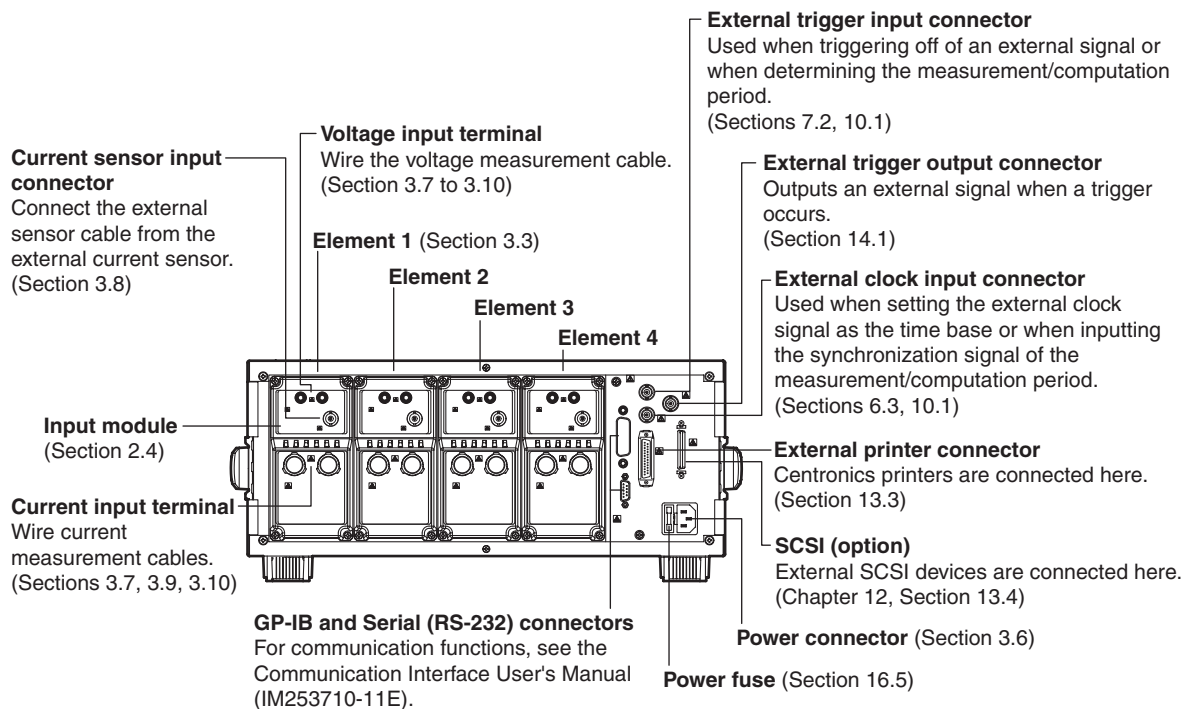 External trigger input connector
Used when triggering off of an external signal or
when determining the measurement/computation
period.
(Sections 7.2, 10.1)
Voltage input terminal
Wire the voltage measurement cable.
(Section 3.7 to 3.10)
Current sensor input
connector
Connect the external
sensor cable from the
external current sensor.
(Section 3.8)
External trigger output connector
Outputs an external signal when a trigger
occurs.
(Section 14.1)
Element 1 (Section 3.3)
Element 2
Element 3
Element 4
External clock input connector
Used when setting the external clock
signal as the time base or when inputting
the synchronization signal of the
measurement/computation period.
(Sections 6.3, 10.1)
Input module
(Section 2.4)
External printer connector
Centronics printers are connected here.
(Section 13.3)
Current input terminal
Wire current
measurement cables.
(Sections 3.7, 3.9, 3.10)
SCSI (option)
External SCSI devices are connected here.
(Chapter 12, Section 13.4)
GP-IB and Serial (RS-232) connectors
For communication functions, see the
Communication Interface User's Manual
(IM253710-11E).
Power connector (Section 3.6)
Power fuse (Section 16.5)